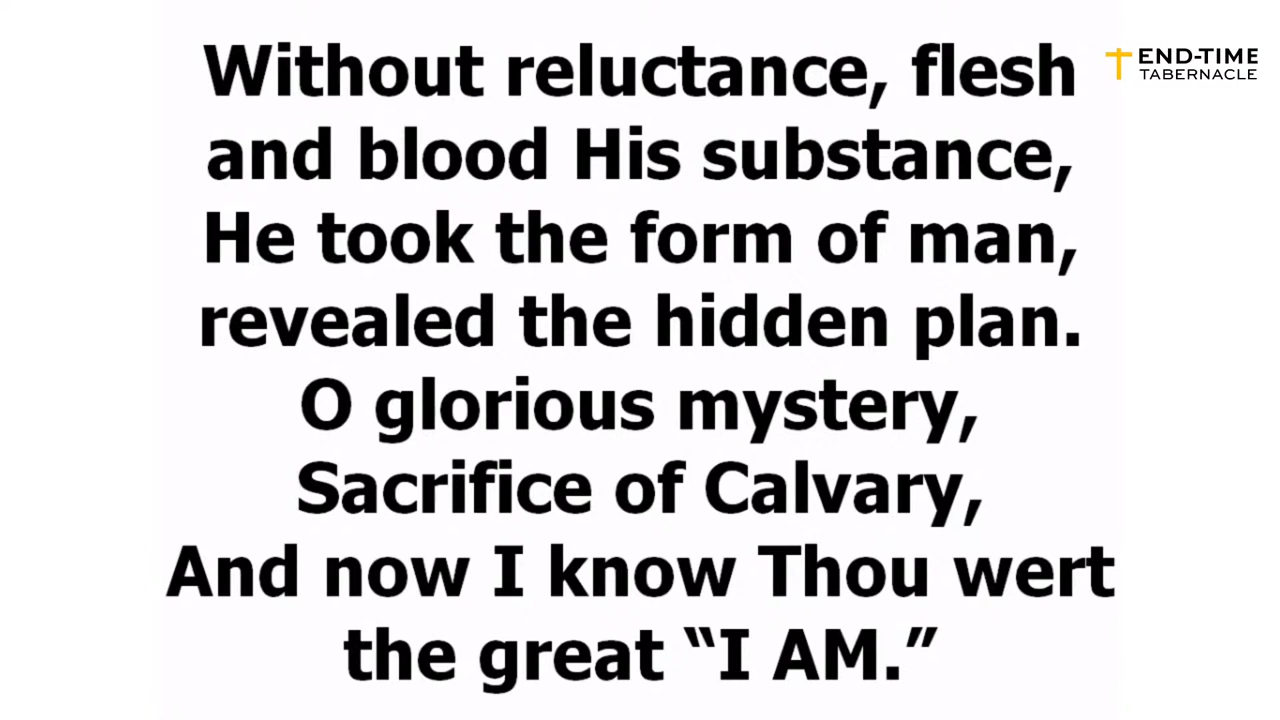 Without reluctance, flesh
and blood His substance,
He took the form of man,
revealed the hidden plan.
O glorious mystery,
Sacrifice of Calvary,
And now I know Thou wert
the great “I AM.”
END-TIME
TABERNACLE